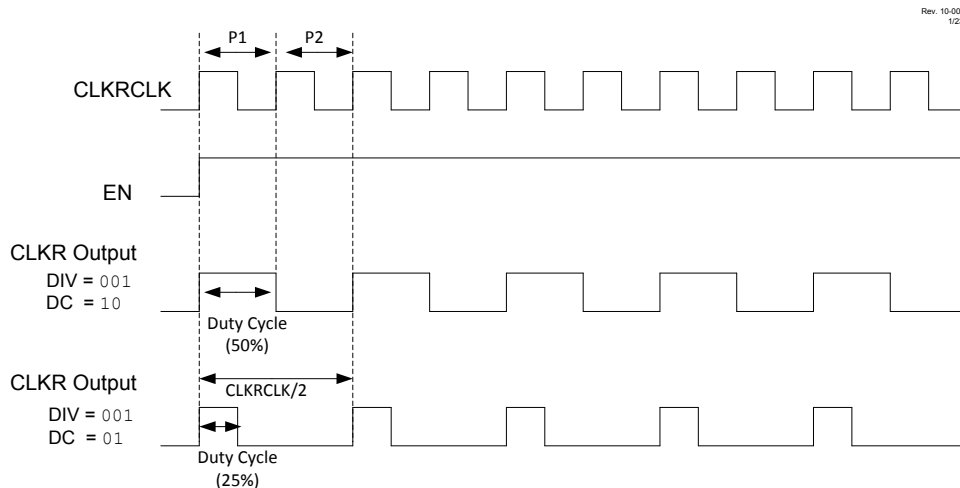 Rev. 10-00
1/23
P1
P2
CLKRCLK
EN
CLKR Output
DIV = 001
DC = 10
Duty Cycle
(50%)
CLKR Output
CLKRCLK/2
DIV = 001
DC = 01
Duty Cycle
(25%)